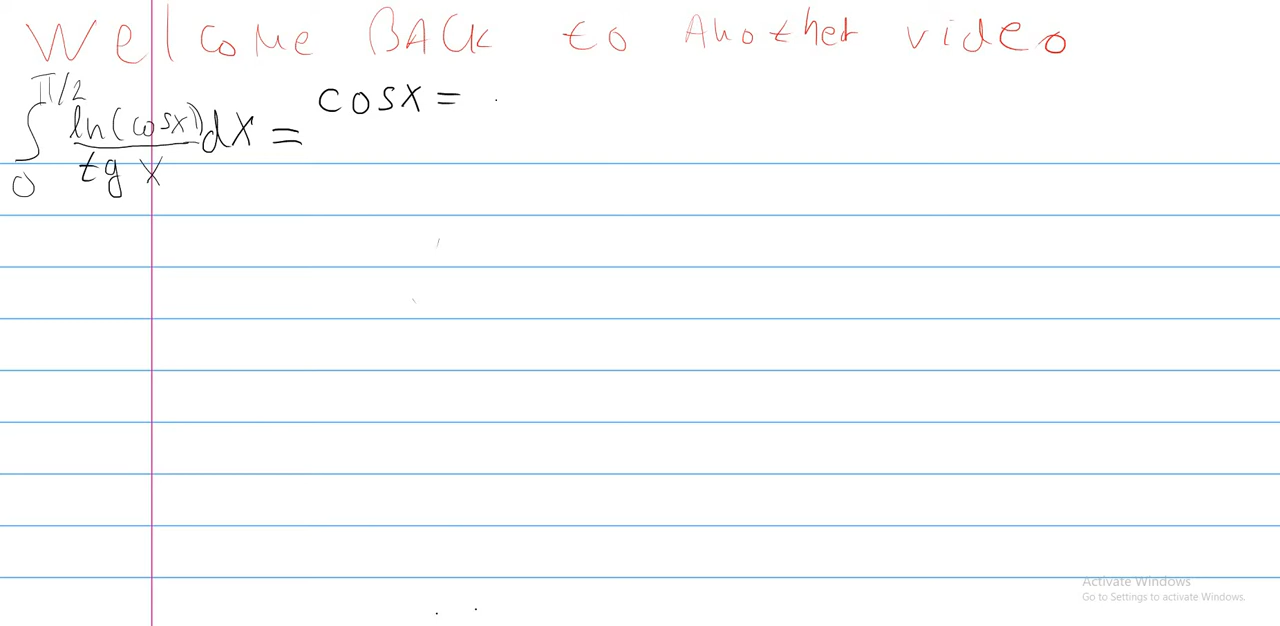 Welcome BACK to Another video
∫₀^π/2 ln(cosx)/tg x dx = cosx =
Activate Windows
Go to Settings to activate Windows.